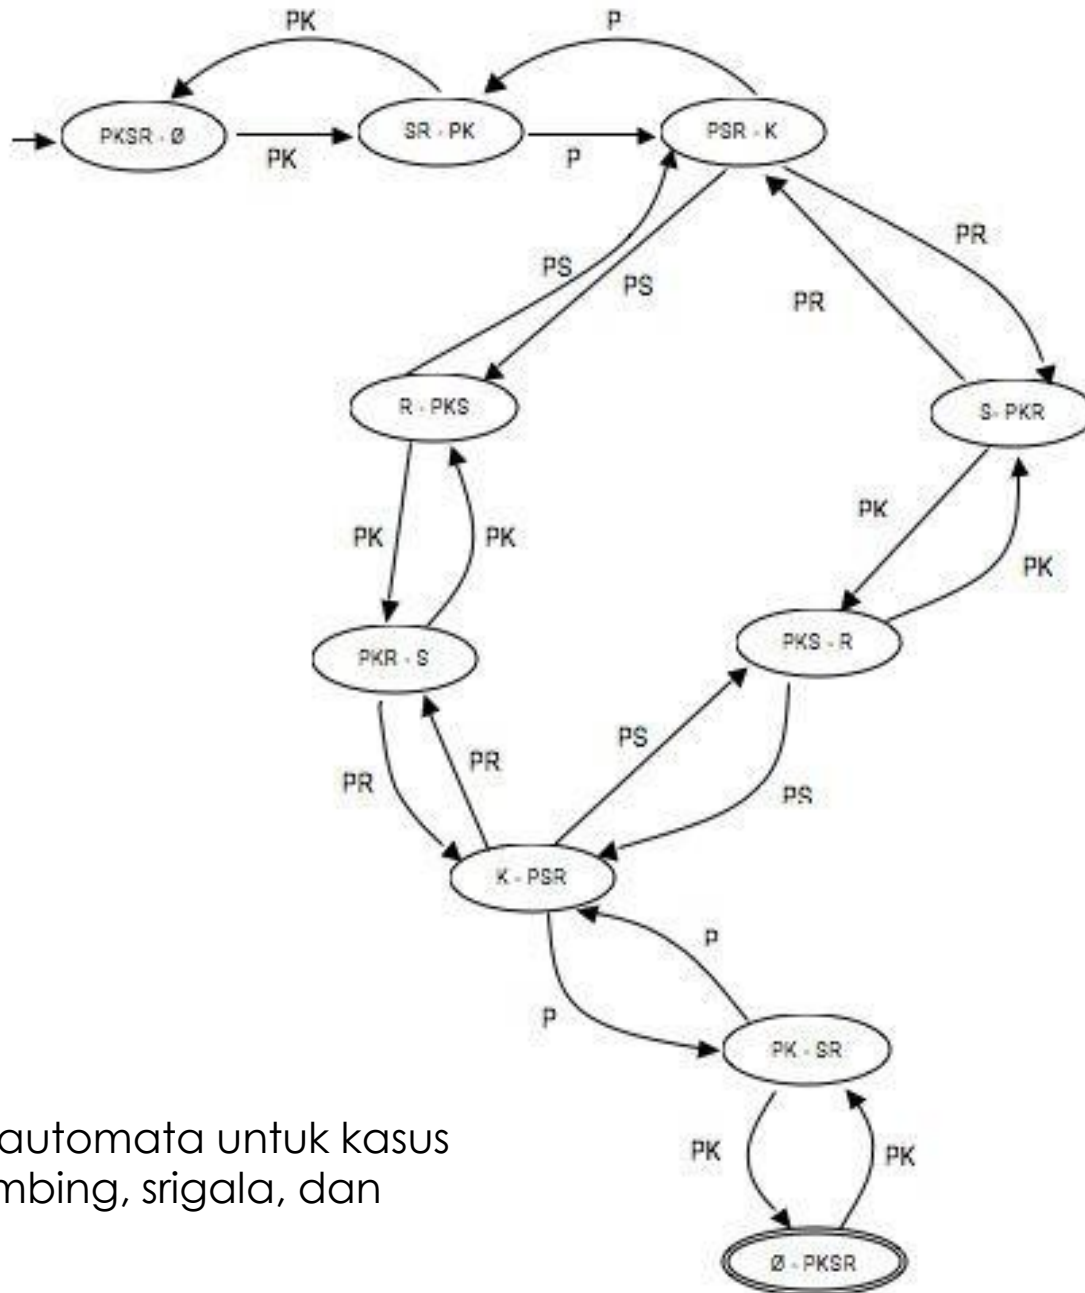 PK
P
PKSR - Ø
SR - PK
PSR - K
PK
P
PR
PS
PS
PR
R - PKS
S- PKR
PK
PK
PK
PK
PKR - S
PKS - R
PS
PR
PR
PS
K - PSR
P
P
PK - SR
automata untuk kasus
mbing, srigala, dan
PK
PK
Ø - PKSR